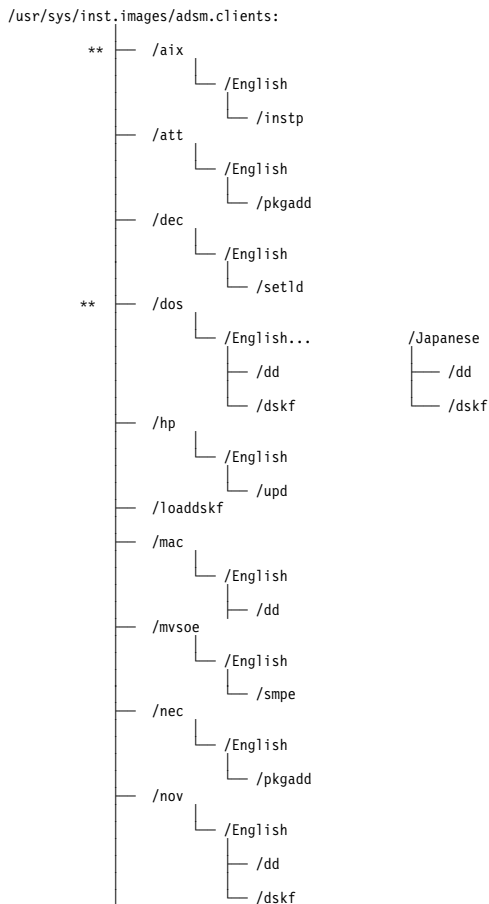 /usr/sys/inst.images/adsm.clients:
** /aix
/English
/instp
/att
/English
/pkgadd
/dec
/English
/setld
** /dos
/English... /Japanese
/dd /dd
/dskf /dskf
/hp
/English
/upd
/loaddskf
/mac
/English
/dd
/mvsoe
/English
/smpe
/nec
/English
/pkgadd
/nov
/English
/dd
/dskf